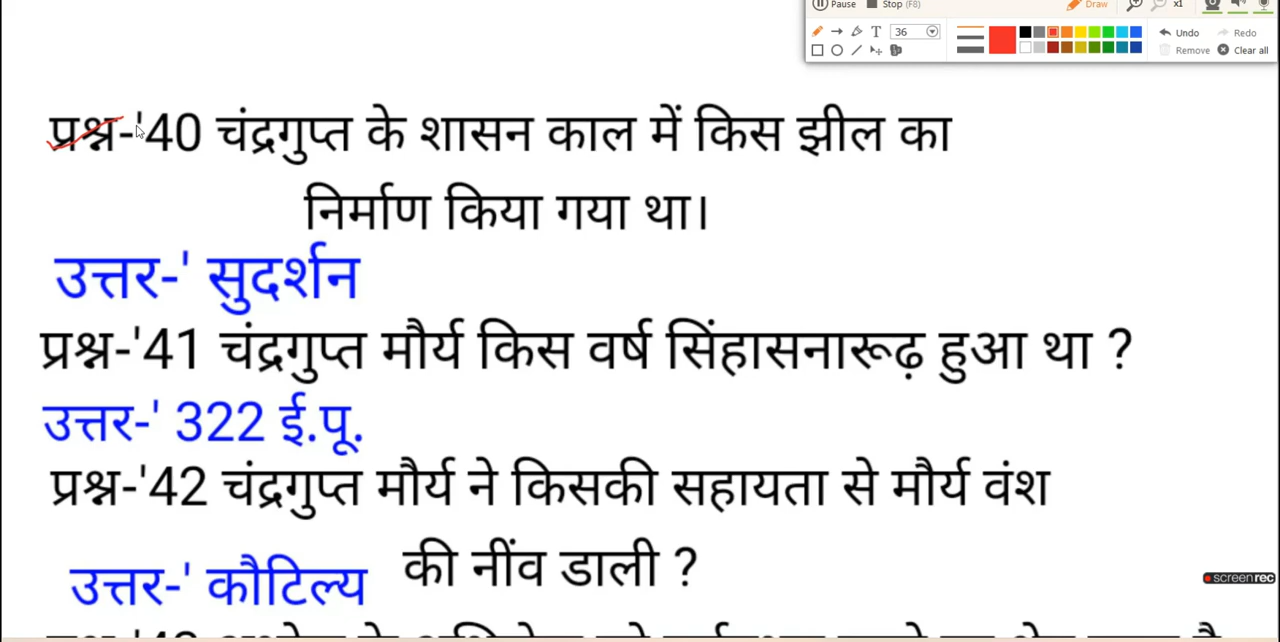 Pause Stop (F8) Draw x1
T 36 Undo Redo
Remove Clear all
प्रश्न-'40 चंद्रगुप्त के शासन काल में किस झील का
निर्माण किया गया था।
उत्तर-' सुदर्शन
प्रश्न-'41 चंद्रगुप्त मौर्य किस वर्ष सिंहासनारूढ़ हुआ था ?
उत्तर-' 322 ई.पू.
प्रश्न-'42 चंद्रगुप्त मौर्य ने किसकी सहायता से मौर्य वंश
की नींव डाली ?
उत्तर-' कौटिल्य
screenrec